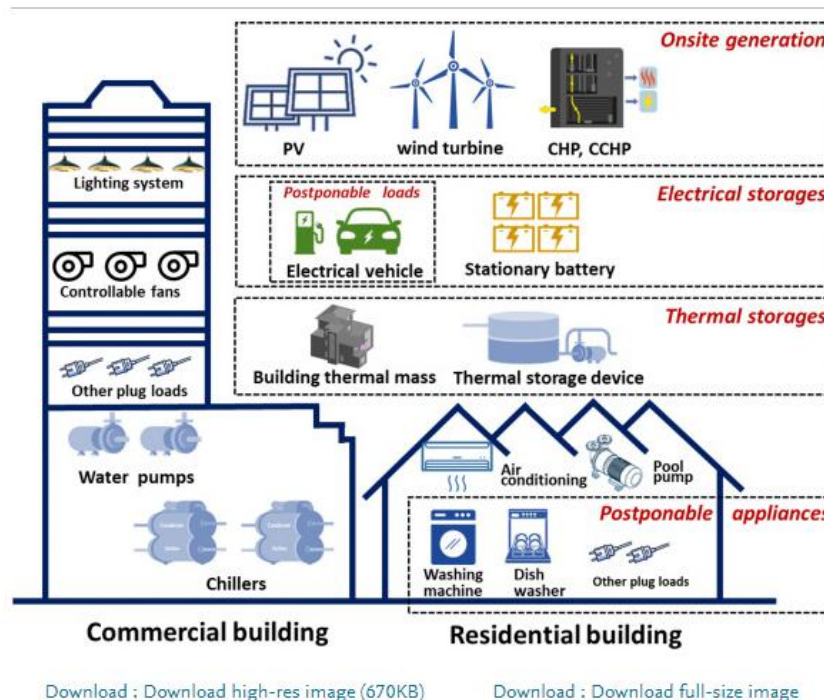 Onsite generation
PV
wind turbine
CHP, CCHP
Lighting system
Postponable loads
Electrical storages
Electrical vehicle
Stationary battery
Controllable fans
Thermal storages
Building thermal mass
Thermal storage device
Other plug loads
Water pumps
Air
conditioning
Pool
pump
Chillers
Postponable appliances
Washing
machine
Dish
washer
Other plug loads
Commercial building
Residential building
Download : Download high-res image (670KB)
Download : Download full-size image